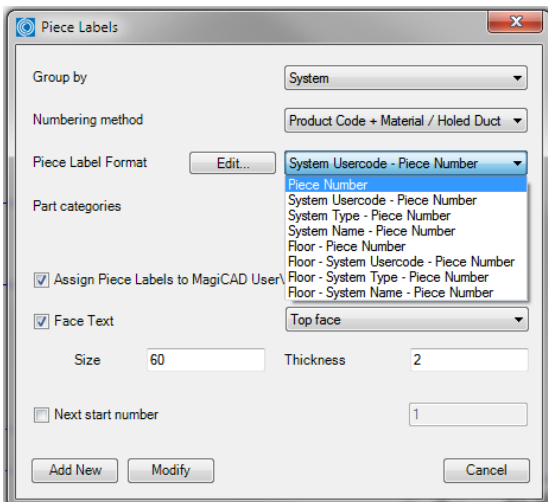 Piece Labels
Group by
System
Numbering method
Product Code + Material / Holed Duct
Piece Label Format
Edit...
System Usercode - Piece Number
Piece Number
System Usercode - Piece Number
System Type - Piece Number
System Name - Piece Number
Floor - Piece Number
Floor - System Usercode - Piece Number
Floor - System Type - Piece Number
Floor - System Name - Piece Number
Part categories
Assign Piece Labels to MagiCAD User
Face Text
Top face
Size
60
Thickness
2
Next start number
1
Add New
Modify
Cancel